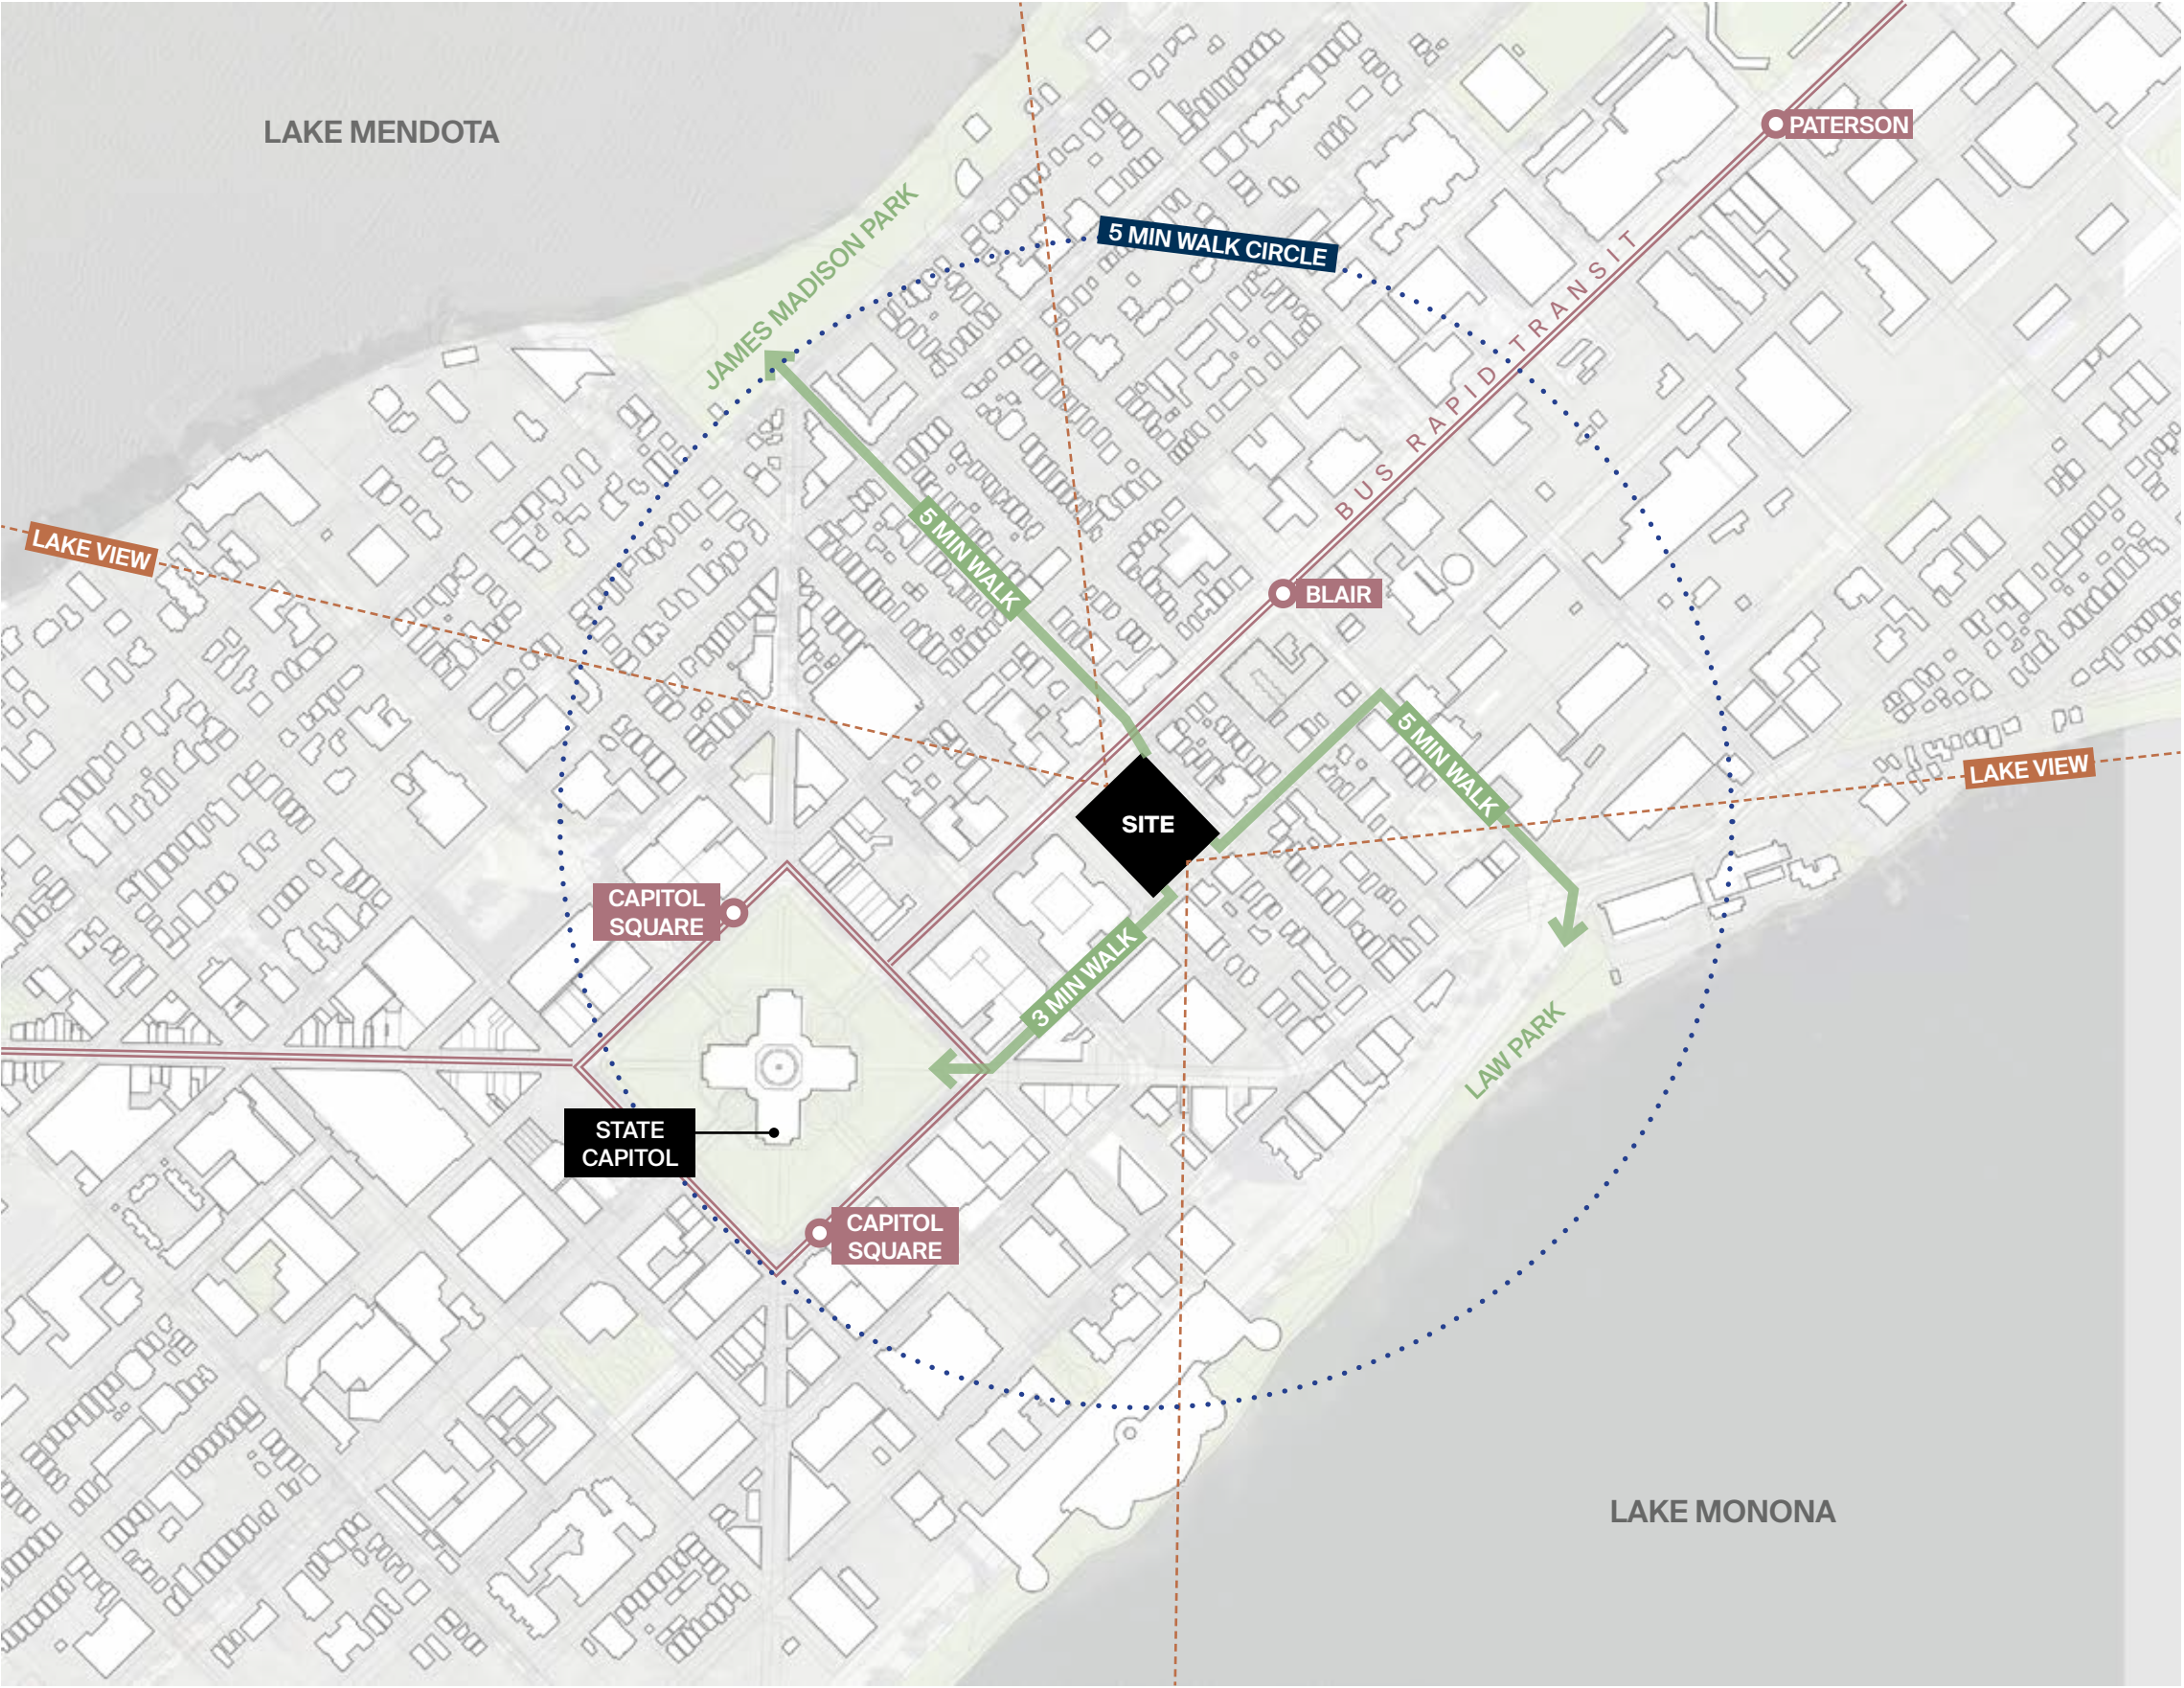 LAKE MENDOTA
PATERSON
JAMES MADISON PARK
5 MIN WALK CIRCLE
BUS RAPID TRANSIT
LAKE VIEW
5 MIN WALK
BLAIR
5 MIN WALK
LAKE VIEW
SITE
CAPITOL
SQUARE
3 MIN WALK
LAW PARK
STATE
CAPITOL
CAPITOL
SQUARE
LAKE MONONA